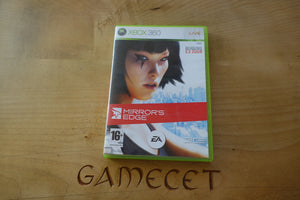 XBOX 360
LIVE
MIRROR'S
EDGE
16+
EA
GAMECET